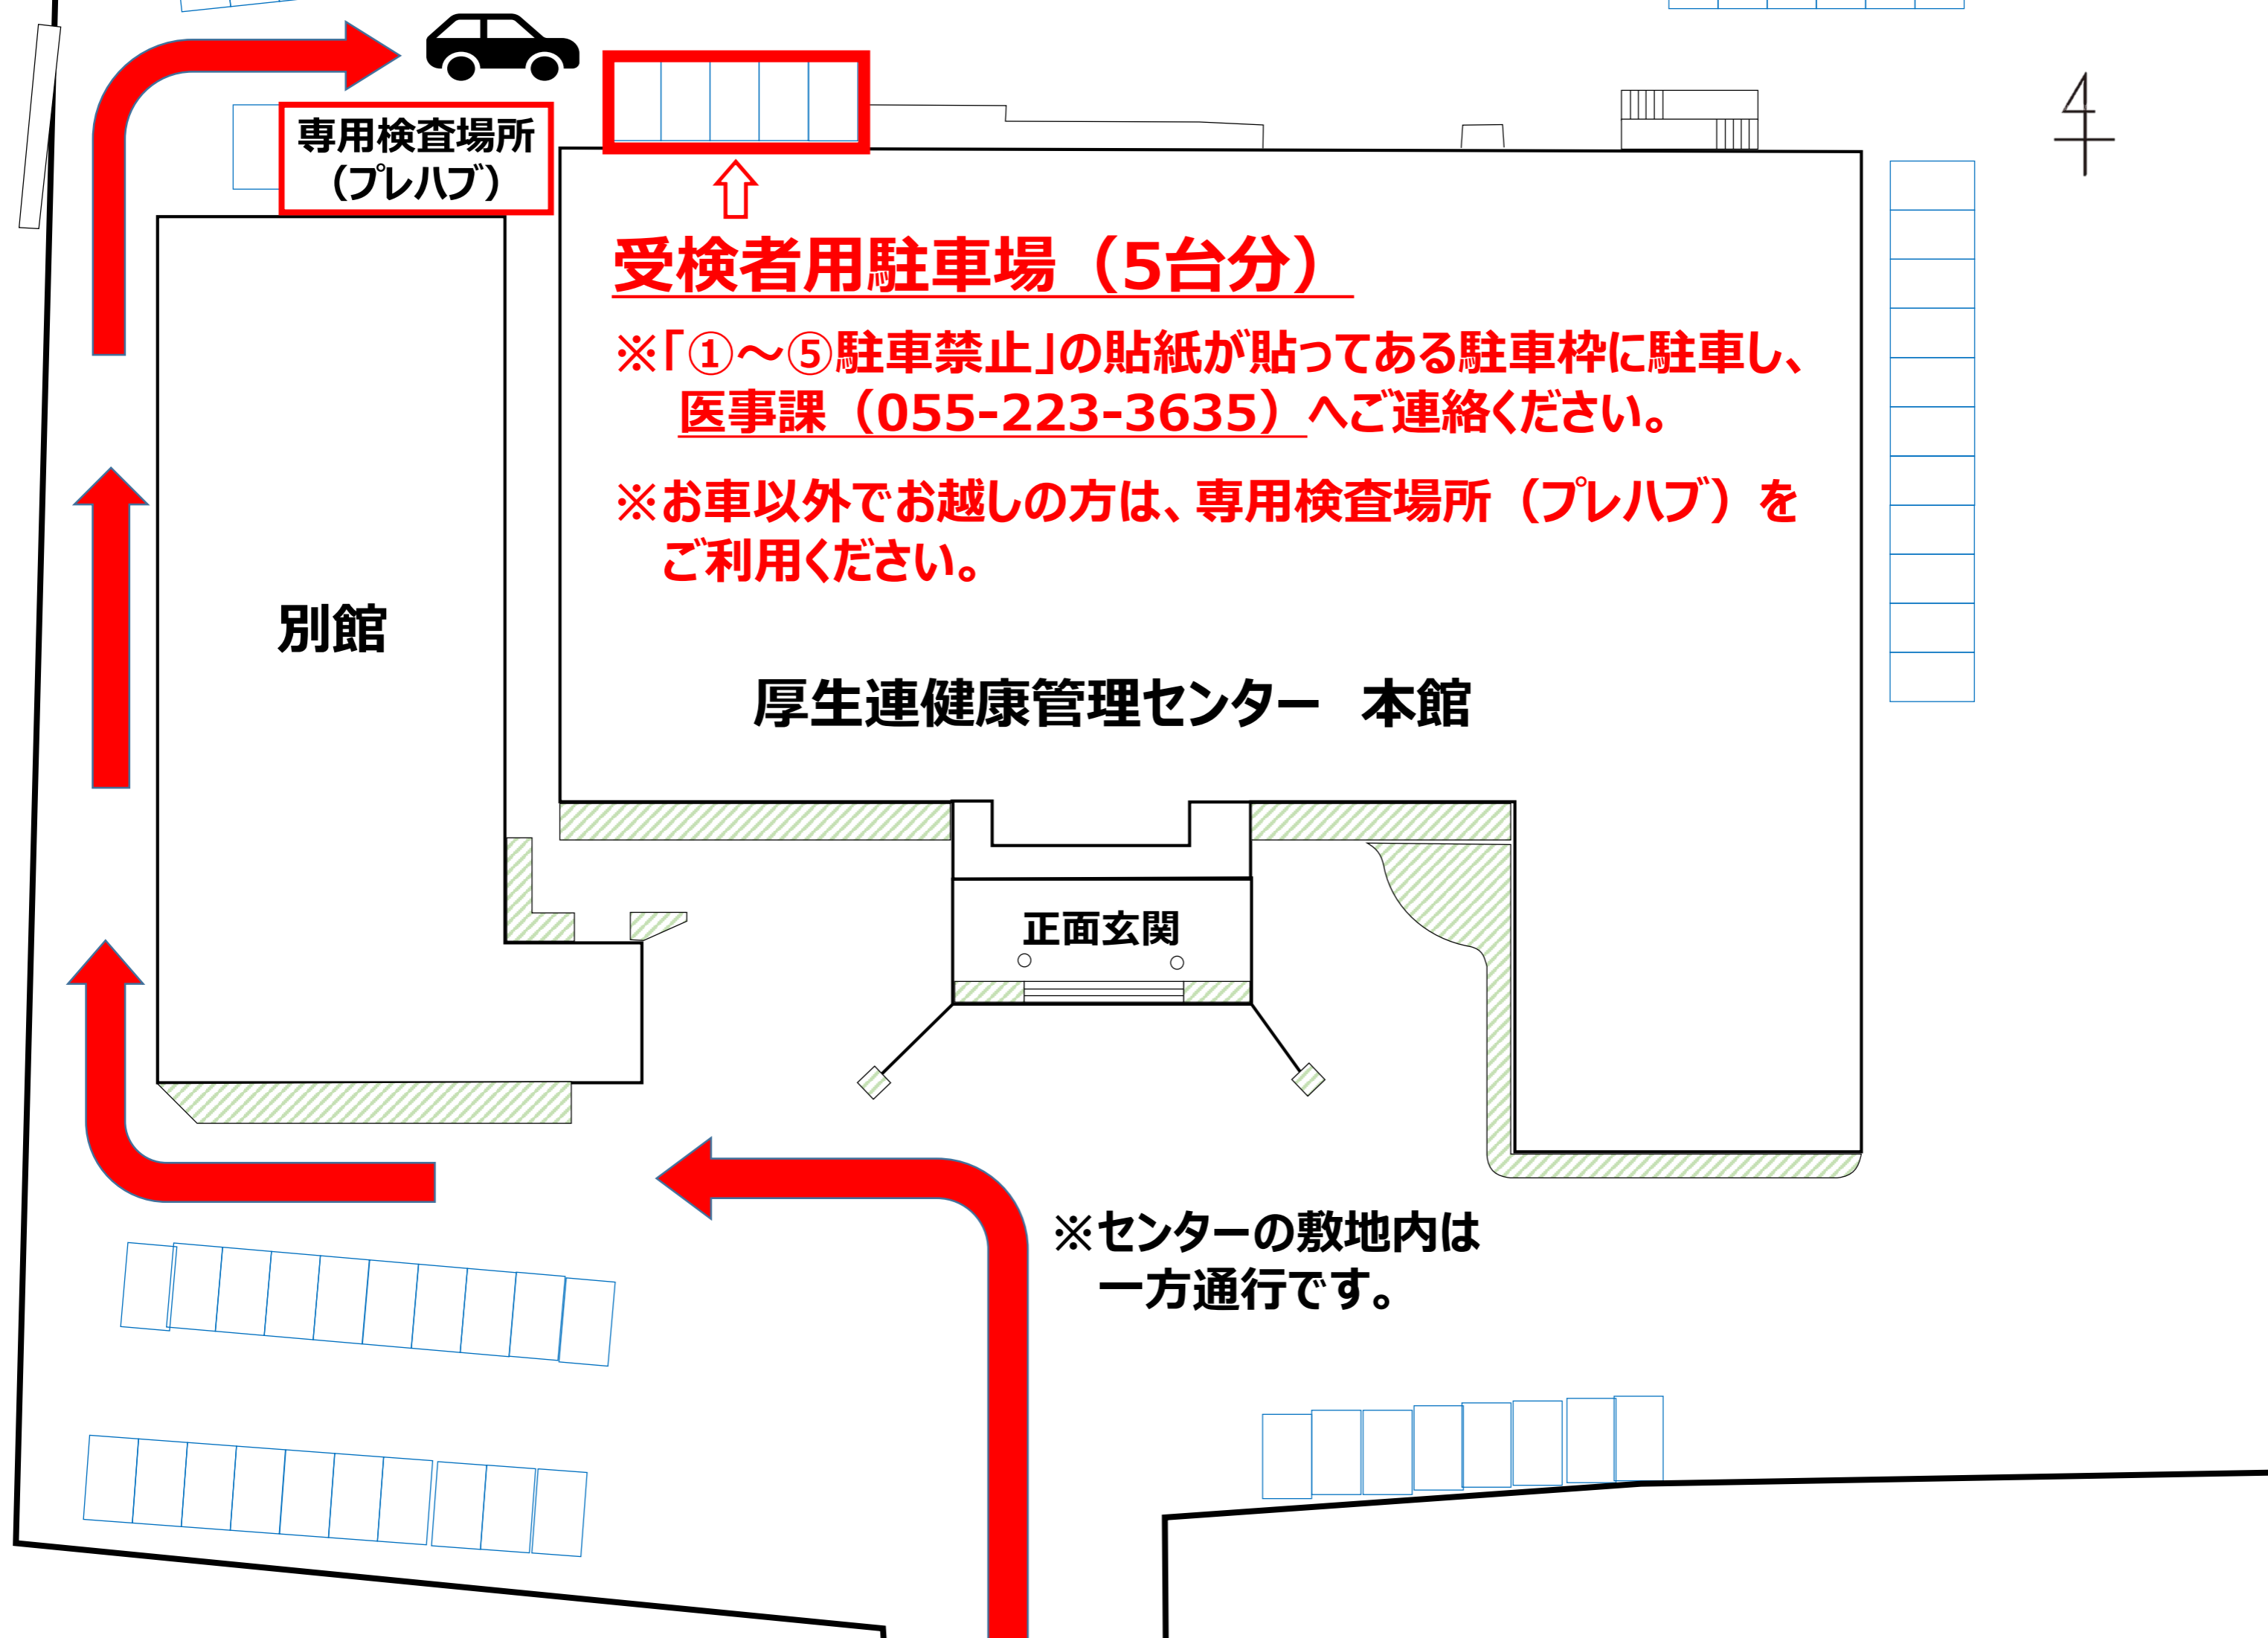 専用検査場所
（プレハブ）
受検者用駐車場（5台分）
※「①～⑤駐車禁止」の貼紙が貼ってある駐車枠に駐車し、
医事課（055-223-3635）へご連絡ください。
※お車以外でお越しの方は、専用検査場所（プレハブ）を
ご利用ください。
別館
厚生連健康管理センター　本館
正面玄関
※センターの敷地内は
一方通行です。